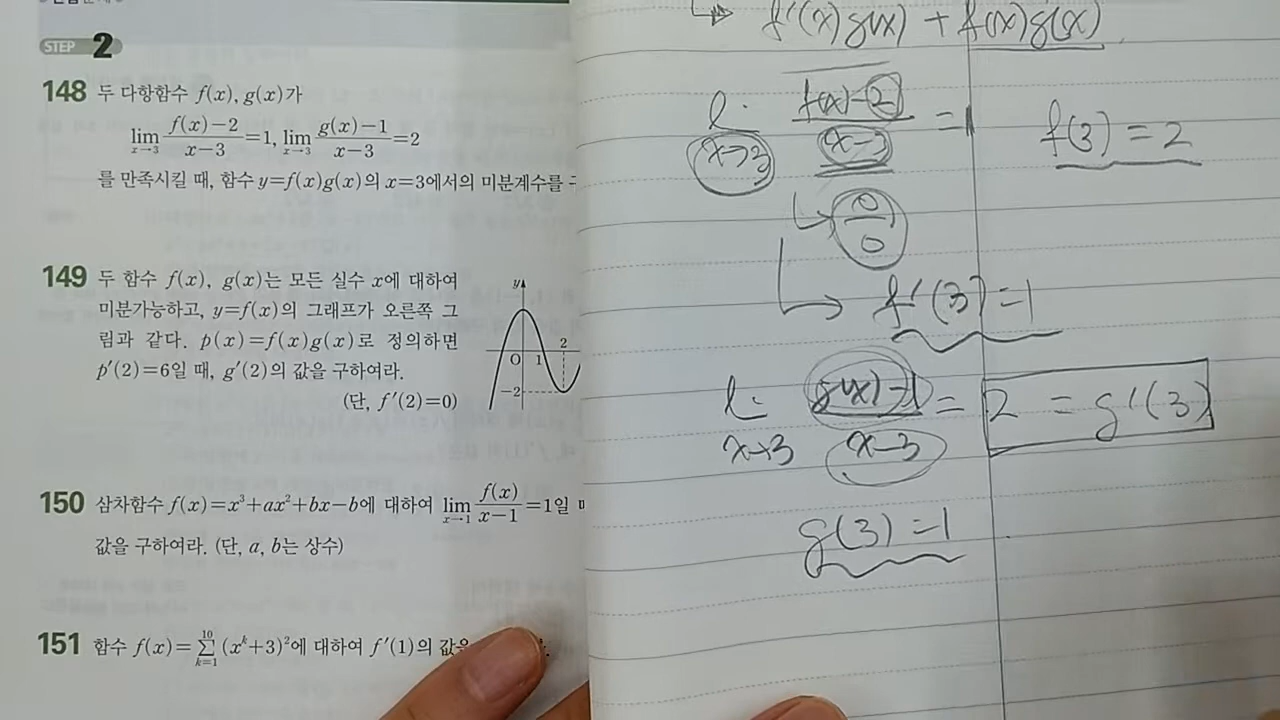 STEP 2
148 두 다항함수 f(x), g(x)가
lim x→3 f(x)−2 / x−3 =1, lim x→3 g(x)−1 / x−3 =2
를 만족시킬 때, 함수 y=f(x)g(x)의 x=3에서의 미분계수를
149 두 함수 f(x), g(x)는 모든 실수 x에 대하여
미분가능하고, y=f(x)의 그래프가 오른쪽 그
림과 같다. p(x)=f(x)g(x)로 정의하면
p′(2)=6일 때, g′(2)의 값을 구하여라.
(단, f′(2)=0)
y
O 1 2
−2
150 삼차함수 f(x)=x³+ax²+bx−b에 대하여 lim x→1 f(x) / x−1 =1일
값을 구하여라. (단, a, b는 상수)
151 함수 f(x)= 10 Σ k=1 (xᵏ+3)²에 대하여 f′(1)의 값
f'(x)g(x) + f(x)g(x)
x→3 f(x)−2 / x−3 =1 f(3)=2
0 / 0
f'(3)=1
x→3 g(x)−1 / x−3 = 2 = g'(3)
g(3)=1